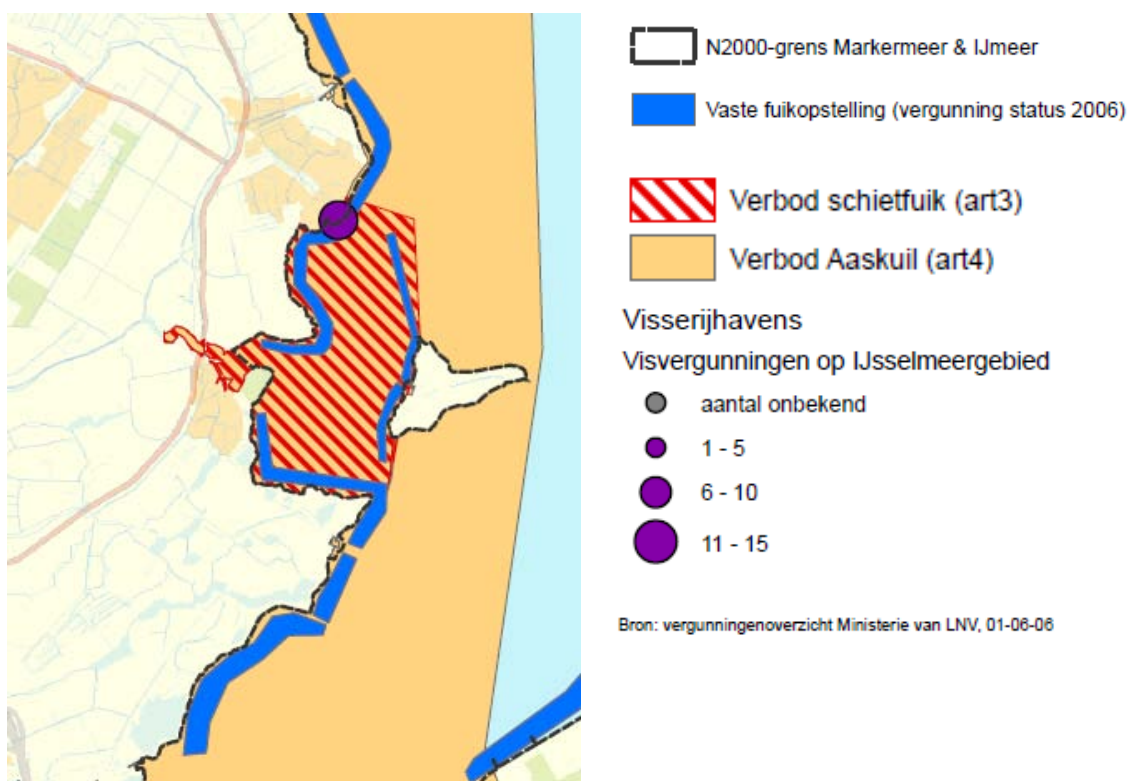 N2000-grens Markermeer & IJmeer
Vaste fuikopstelling (vergunning status 2006)
Verbod schietfuik (art3)
Verbod Aaskuil (art4)
Visserijhavens
Visvergunningen op IJsselmeergebied
aantal onbekend
1 - 5
6 - 10
11 - 15
Bron: vergunningenoverzicht Ministerie van LNV, 01-06-06